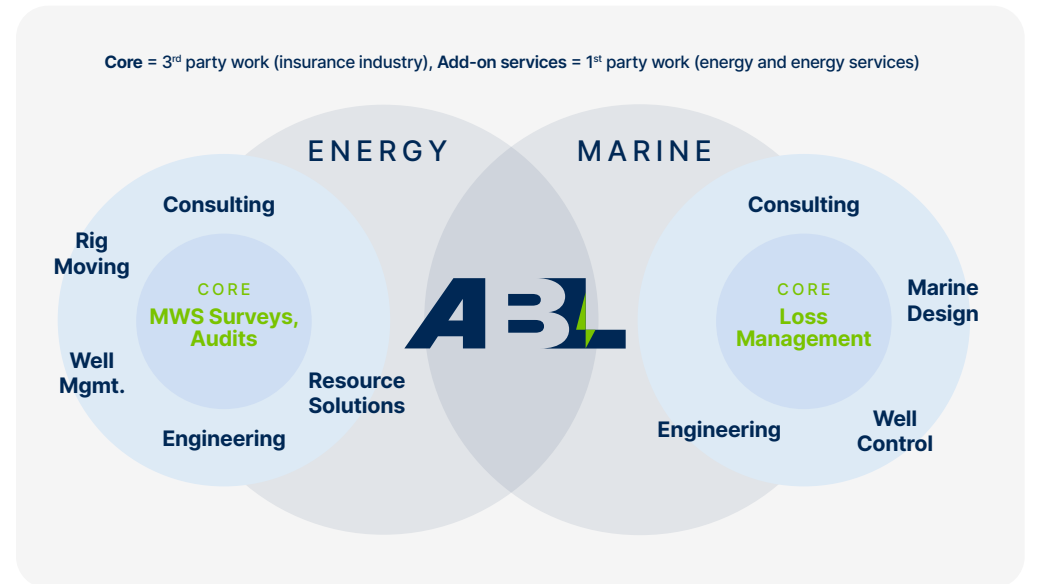 Core = 3rd party work (insurance industry), Add-on services = 1st party work (energy and energy services)
ENERGY
MARINE
Consulting
Rig
Moving
CORE
MWS Surveys,
Audits
Well
Mgmt.
Resource
Solutions
Engineering
ABL
Consulting
CORE
Loss
Management
Marine
Design
Engineering
Well
Control